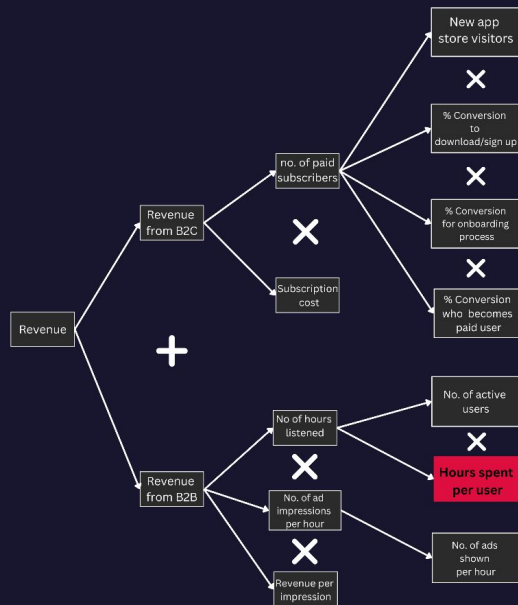 New app
store visitors
% Conversion
to
download/sign up
no. of paid
subscribers
% Conversion
for onboarding
process
Revenue
from B2C
Subscription
cost
% Conversion
who becomes
paid user
Revenue
No. of active
users
No of hours
listened
Hours spent
per user
Revenue
from B2B
No. of ad
impressions
per hour
No. of ads
shown
per hour
Revenue per
impression